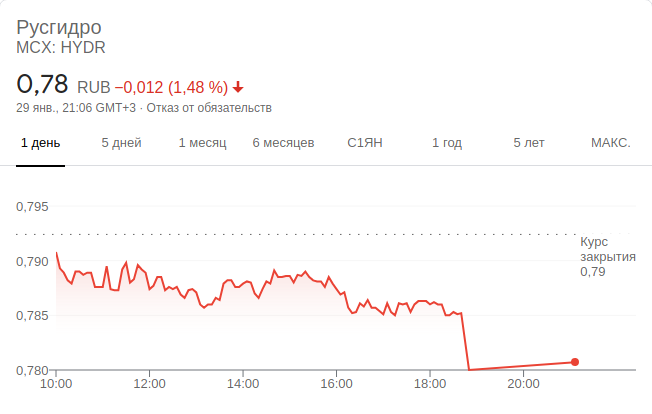 Русгидро
MCX: HYDR
0,78 RUB −0,012 (1,48 %)
29 янв., 21:06 GMT+3 · Отказ от обязательств
1 день 5 дней 1 месяц 6 месяцев С1ЯН 1 год 5 лет МАКС.
0,795
Курс
закрытия
0,79
0,790
0,785
0,780
10:00 12:00 14:00 16:00 18:00 20:00